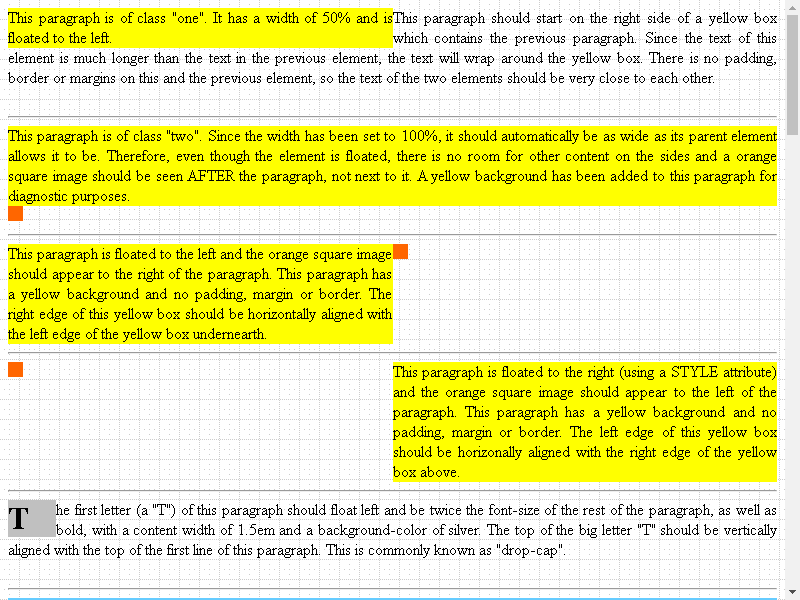 This paragraph is of class "one". It has a width of 50% and is
floated to the left.
This paragraph should start on the right side of a yellow box
which contains the previous paragraph. Since the text of this
element is much longer than the text in the previous element, the text will wrap around the yellow box. There is no padding,
border or margins on this and the previous element, so the text of the two elements should be very close to each other.
This paragraph is of class "two". Since the width has been set to 100%, it should automatically be as wide as its parent element
allows it to be. Therefore, even though the element is floated, there is no room for other content on the sides and a orange
square image should be seen AFTER the paragraph, not next to it. A yellow background has been added to this paragraph for
diagnostic purposes.
This paragraph is floated to the left and the orange square image
should appear to the right of the paragraph. This paragraph has
a yellow background and no padding, margin or border. The
right edge of this yellow box should be horizontally aligned with
the left edge of the yellow box undernearth.
This paragraph is floated to the right (using a STYLE attribute)
and the orange square image should appear to the left of the
paragraph. This paragraph has a yellow background and no
padding, margin or border. The left edge of this yellow box
should be horizonally aligned with the right edge of the yellow
box above.
The first letter (a "T") of this paragraph should float left and be twice the font-size of the rest of the paragraph, as well as
bold, with a content width of 1.5em and a background-color of silver. The top of the big letter "T" should be vertically
aligned with the top of the first line of this paragraph. This is commonly known as "drop-cap".